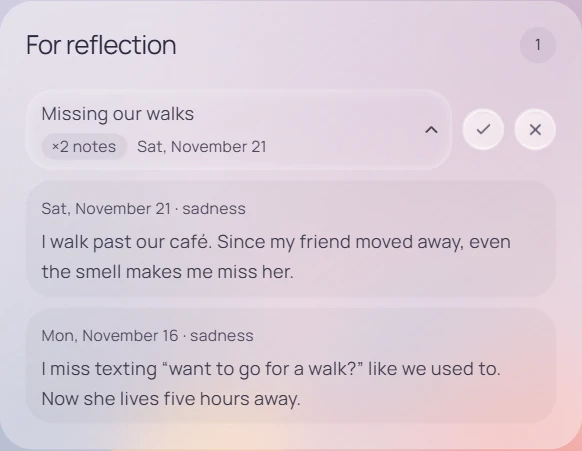 For reflection
1
Missing our walks
×2 notes
Sat, November 21
Sat, November 21 · sadness
I walk past our café. Since my friend moved away, even
the smell makes me miss her.
Mon, November 16 · sadness
I miss texting “want to go for a walk?” like we used to.
Now she lives five hours away.